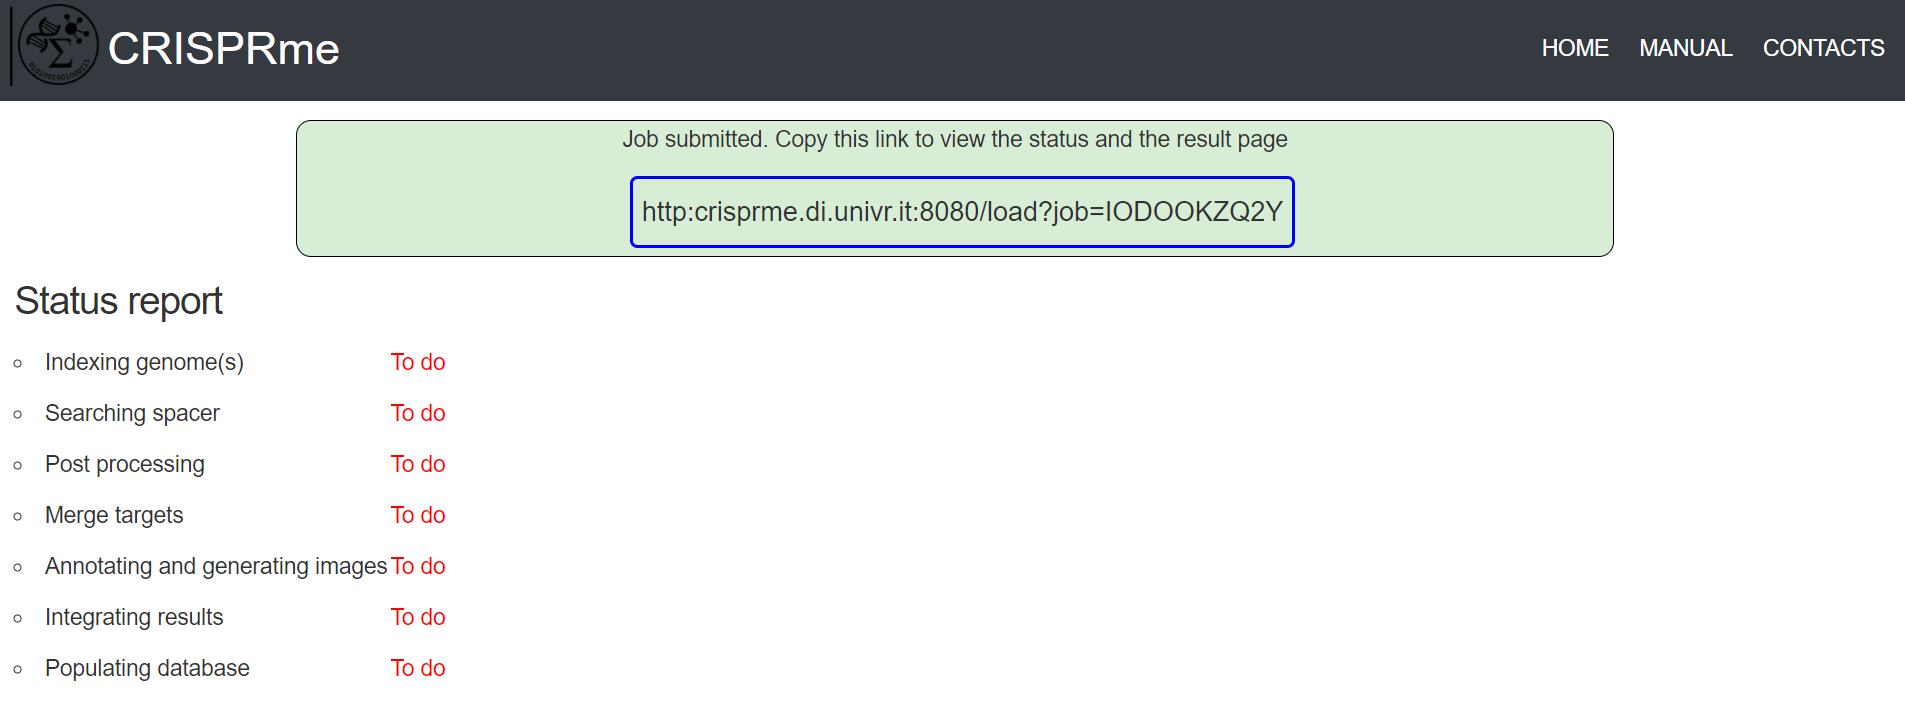 CRISPRme
HOME MANUAL CONTACTS
Job submitted. Copy this link to view the status and the result page
http:crisprme.di.univr.it:8080/load?job=IODOOKZQ2Y
Status report
Indexing genome(s) To do
Searching spacer To do
Post processing To do
Merge targets To do
Annotating and generating images To do
Integrating results To do
Populating database To do